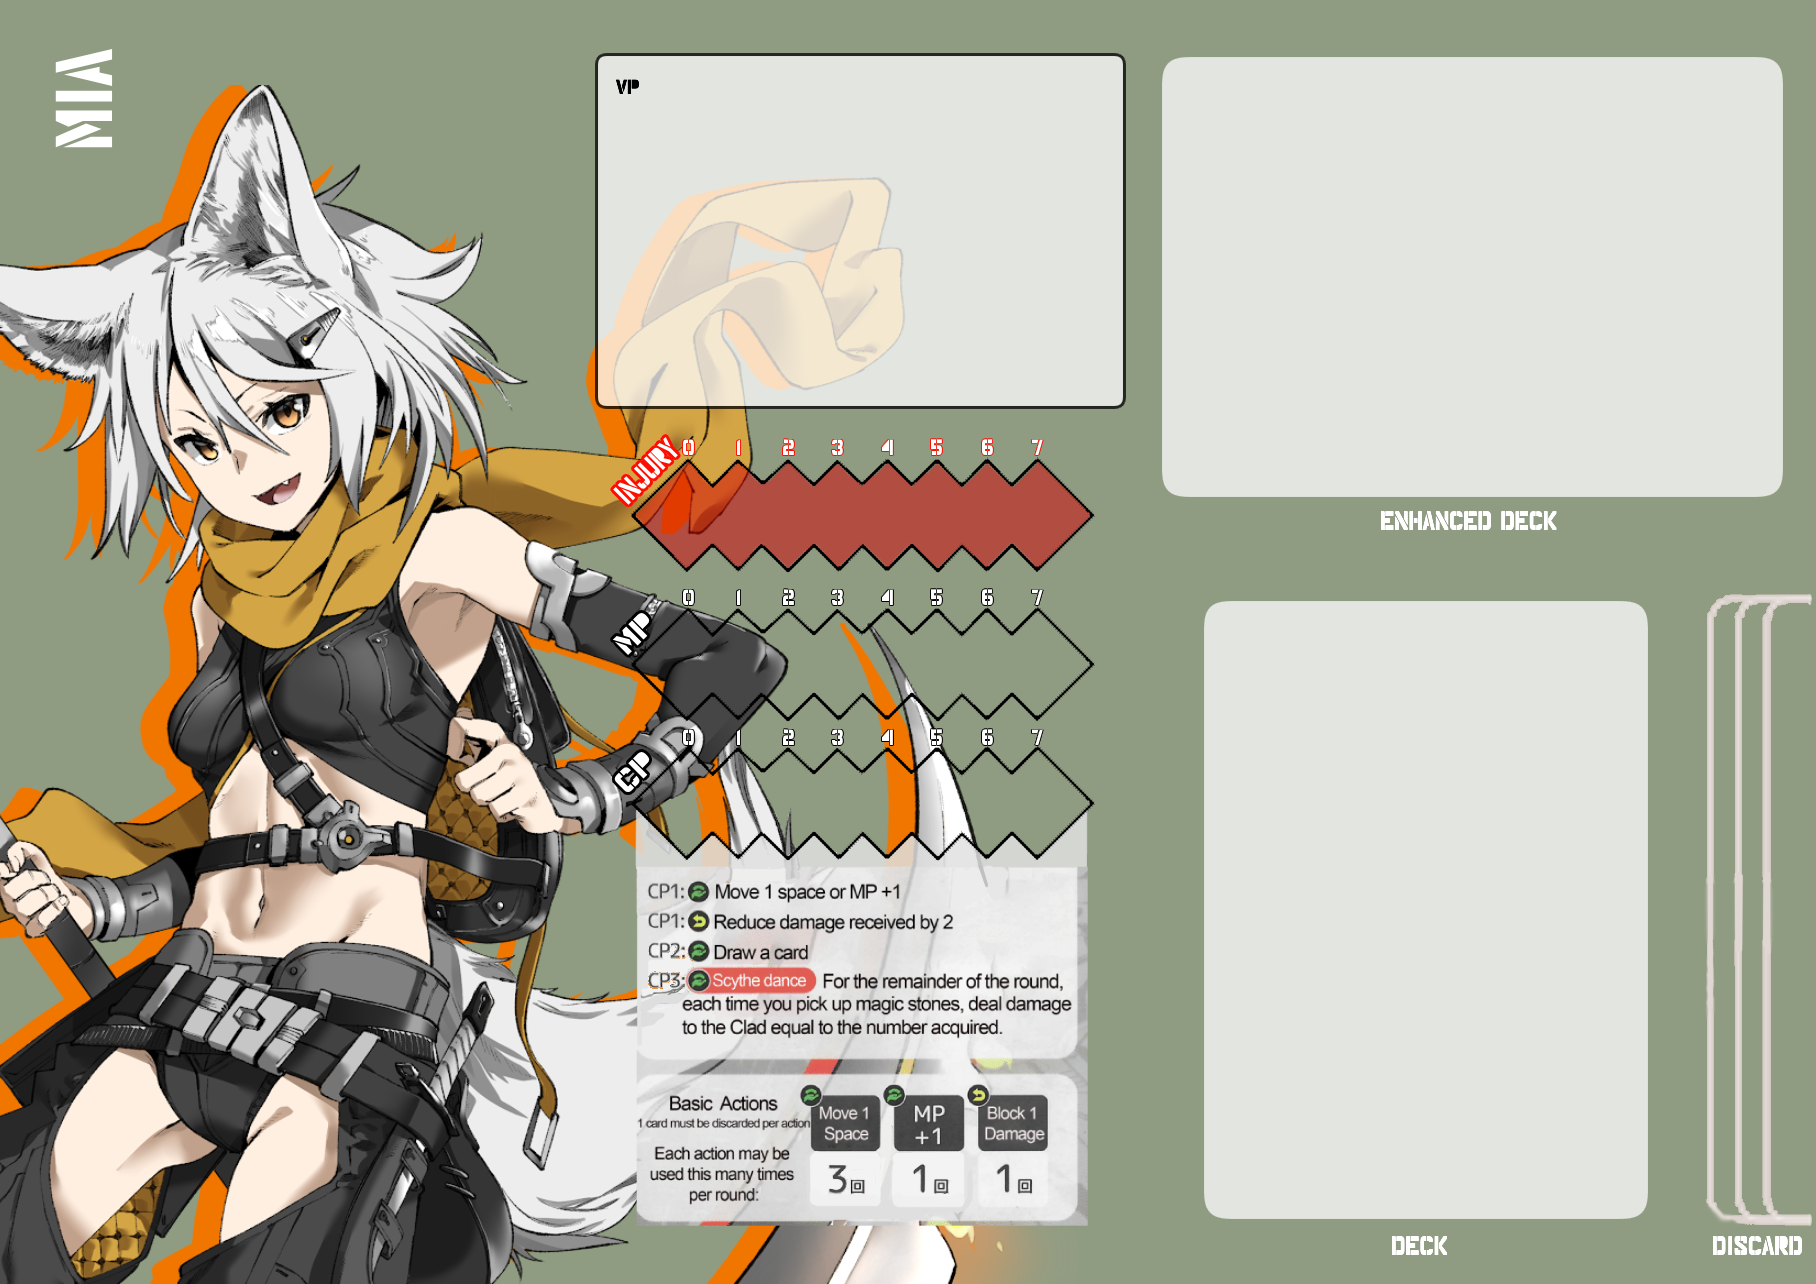 MIA
VP
INJURY 0 1 2 3 4 5 6 7
MP 0 1 2 3 4 5 6 7
CP 0 1 2 3 4 5 6 7
CP1: Move 1 space or MP +1
CP1: Reduce damage received by 2
CP2: Draw a card
CP3: Scythe dance For the remainder of the round,
each time you pick up magic stones, deal damage
to the Clad equal to the number acquired.
Basic Actions
1 card must be discarded per action
Each action may be
used this many times
per round:
Move 1
Space
3回
MP
+1
1回
Block 1
Damage
1回
ENHANCED DECK
DECK
DISCARD